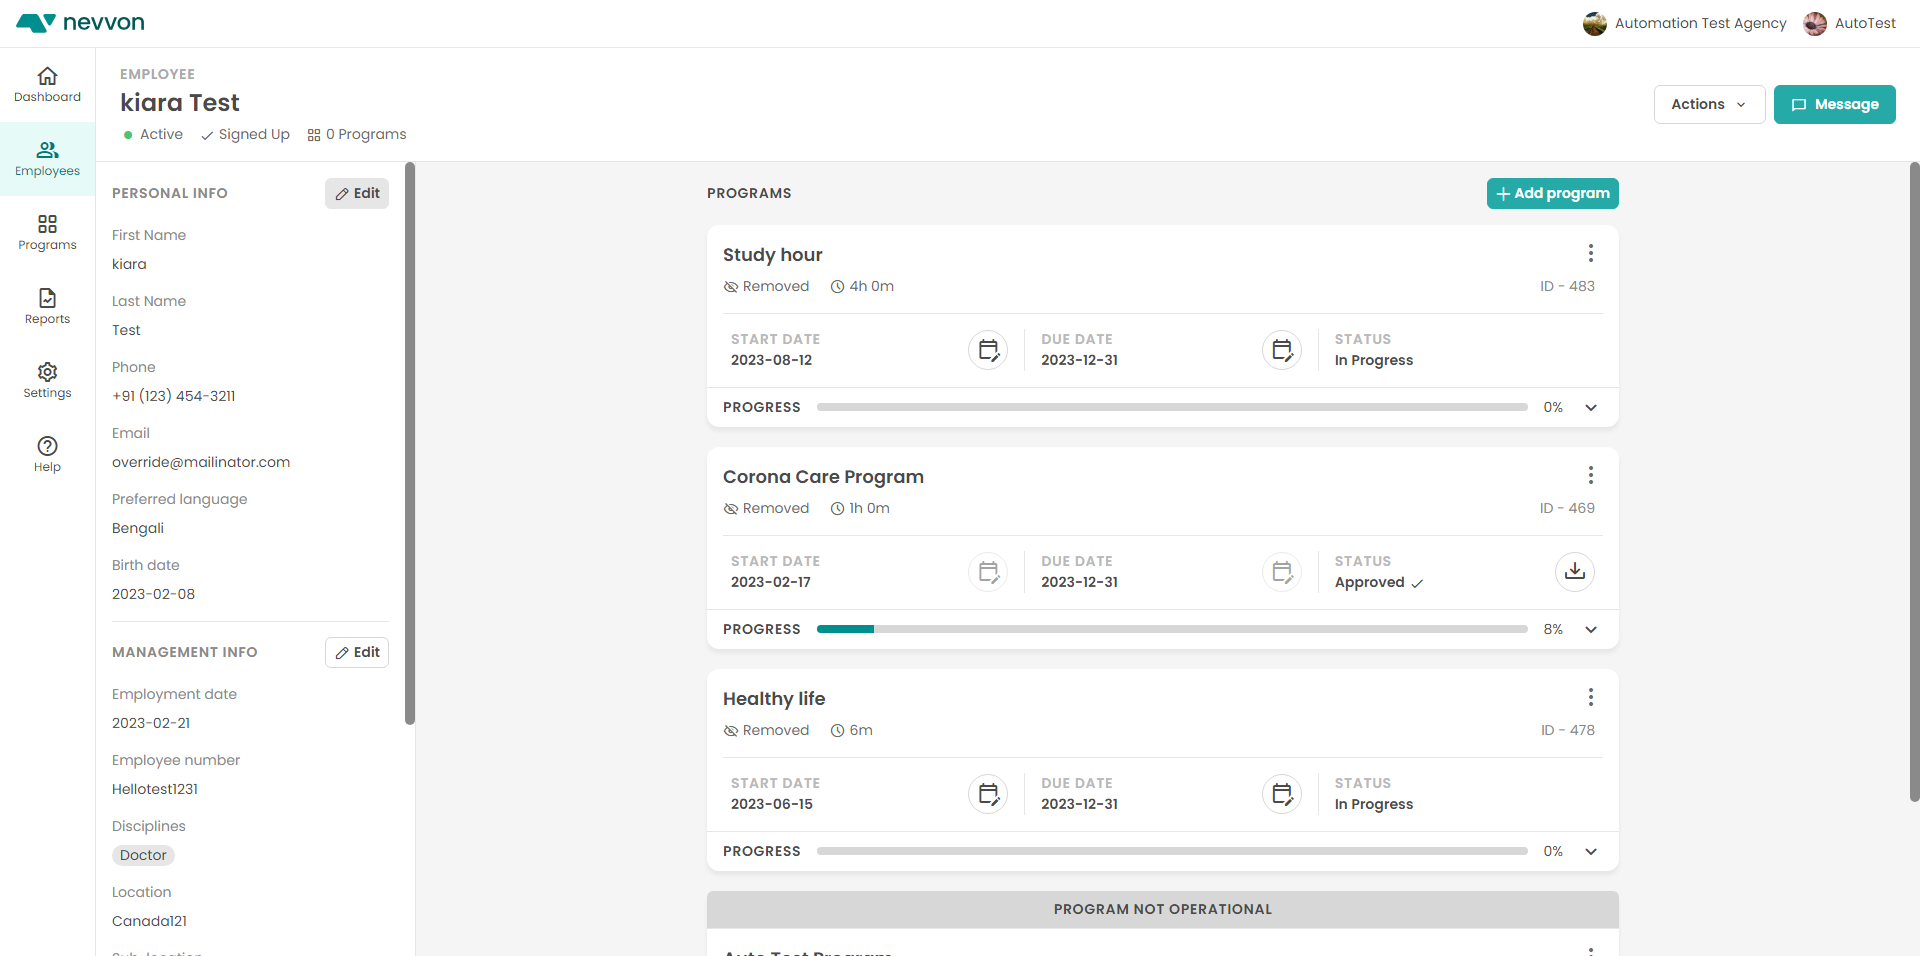 nevvon
Automation Test Agency
AutoTest
Dashboard
Employees
Programs
Reports
Settings
Help
EMPLOYEE
kiara Test
Active
Signed Up
0 Programs
Actions
Message
PERSONAL INFO
Edit
First Name
kiara
Last Name
Test
Phone
+91 (123) 454-3211
Email
override@mailinator.com
Preferred language
Bengali
Birth date
2023-02-08
MANAGEMENT INFO
Edit
Employment date
2023-02-21
Employee number
Hellotest1231
Disciplines
Doctor
Location
Canada121
Sub-location
PROGRAMS
Add program
Study hour
Removed
4h 0m
ID - 483
START DATE
2023-08-12
DUE DATE
2023-12-31
STATUS
In Progress
PROGRESS
0%
Corona Care Program
Removed
1h 0m
ID - 469
START DATE
2023-02-17
DUE DATE
2023-12-31
STATUS
Approved
PROGRESS
8%
Healthy life
Removed
6m
ID - 478
START DATE
2023-06-15
DUE DATE
2023-12-31
STATUS
In Progress
PROGRESS
0%
PROGRAM NOT OPERATIONAL
Auto Test Program